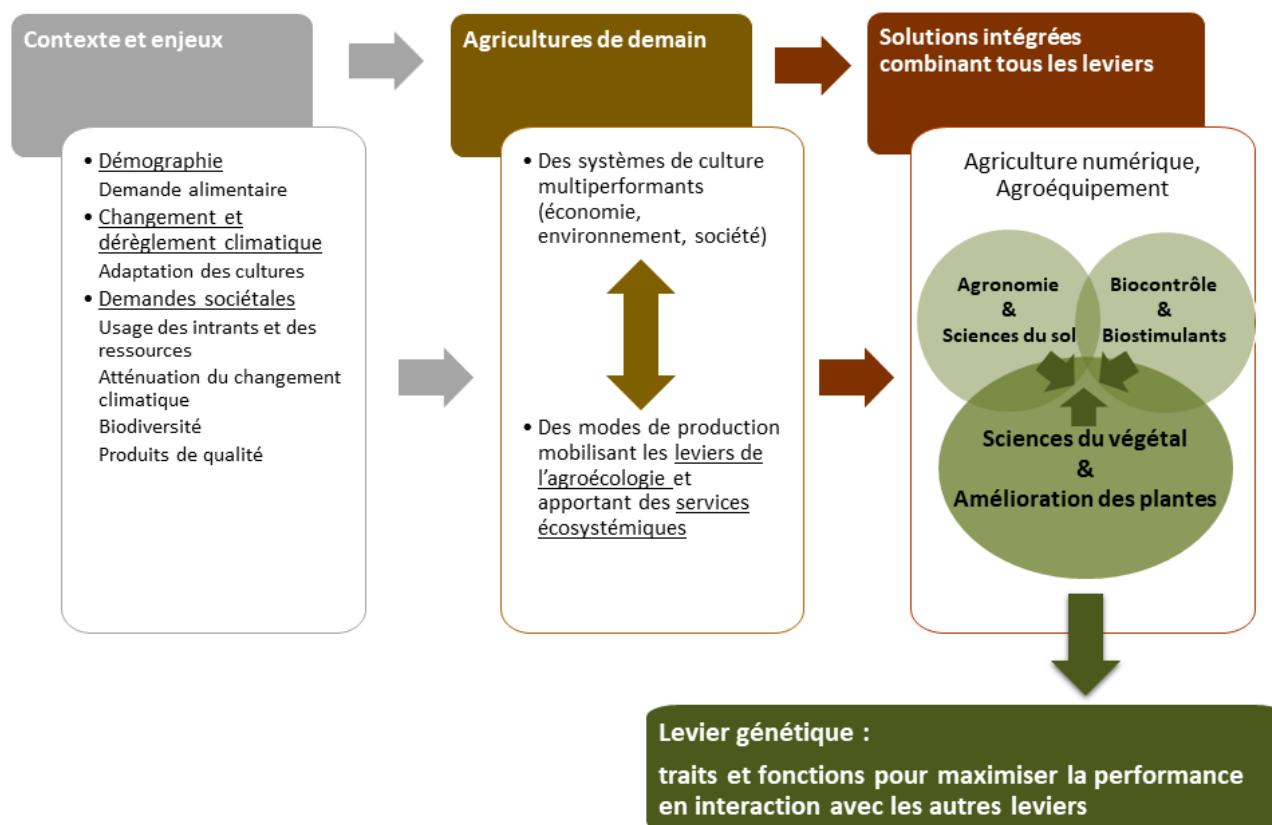 Contexte et enjeux
• Démographie
Demande alimentaire
• Changement et
dérèglement climatique
Adaptation des cultures
• Demandes sociétales
Usage des intrants et des
ressources
Atténuation du changement
climatique
Biodiversité
Produits de qualité
Agricultures de demain
• Des systèmes de culture
multiperformants
(économie,
environnement, société)
• Des modes de production
mobilisant les leviers de
l’agroécologie et
apportant des services
écosystémiques
Solutions intégrées
combinant tous les leviers
Agriculture numérique,
Agroéquipement
Agronomie
&
Sciences du sol
Biocontrôle
&
Biostimulants
Sciences du végétal
&
Amélioration des plantes
Levier génétique :
traits et fonctions pour maximiser la performance
en interaction avec les autres leviers